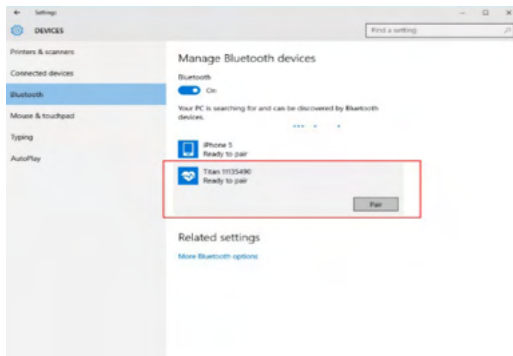 Settings
DEVICES
Find a setting
Printers & scanners
Connected devices
Bluetooth
Mouse & touchpad
Typing
AutoPlay
Manage Bluetooth devices
Bluetooth
On
Your PC is searching for and can be discovered by Bluetooth
devices.
iPhone 5
Ready to pair
Titan 11135490
Ready to pair
Pair
Related settings
More Bluetooth options